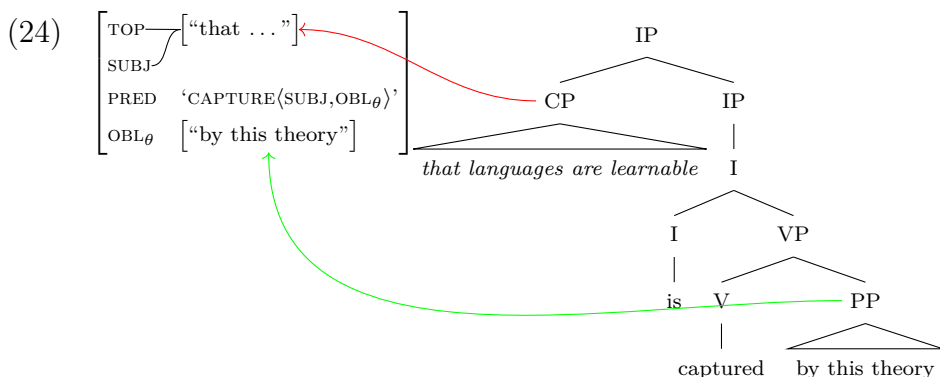 (24)
TOP [“that …”]
SUBJ
PRED ‘CAPTURE⟨SUBJ,OBLθ⟩’
OBLθ [“by this theory”]
IP
CP IP
that languages are learnable I
I VP
is V PP
captured by this theory